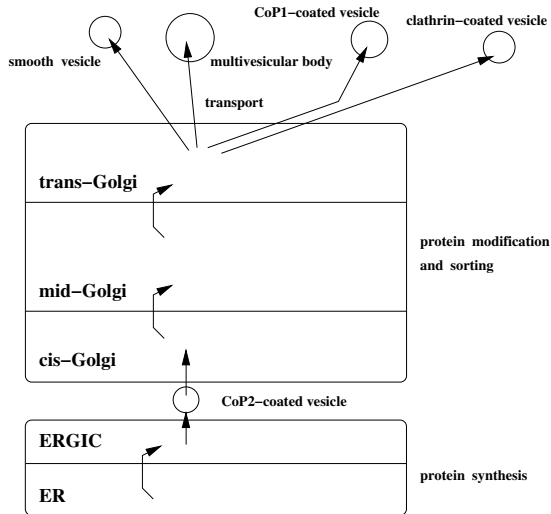 CoP1−coated vesicle
clathrin−coated vesicle
smooth vesicle
multivesicular body
transport
trans−Golgi
protein modification
and sorting
mid−Golgi
cis−Golgi
CoP2−coated vesicle
ERGIC
protein synthesis
ER